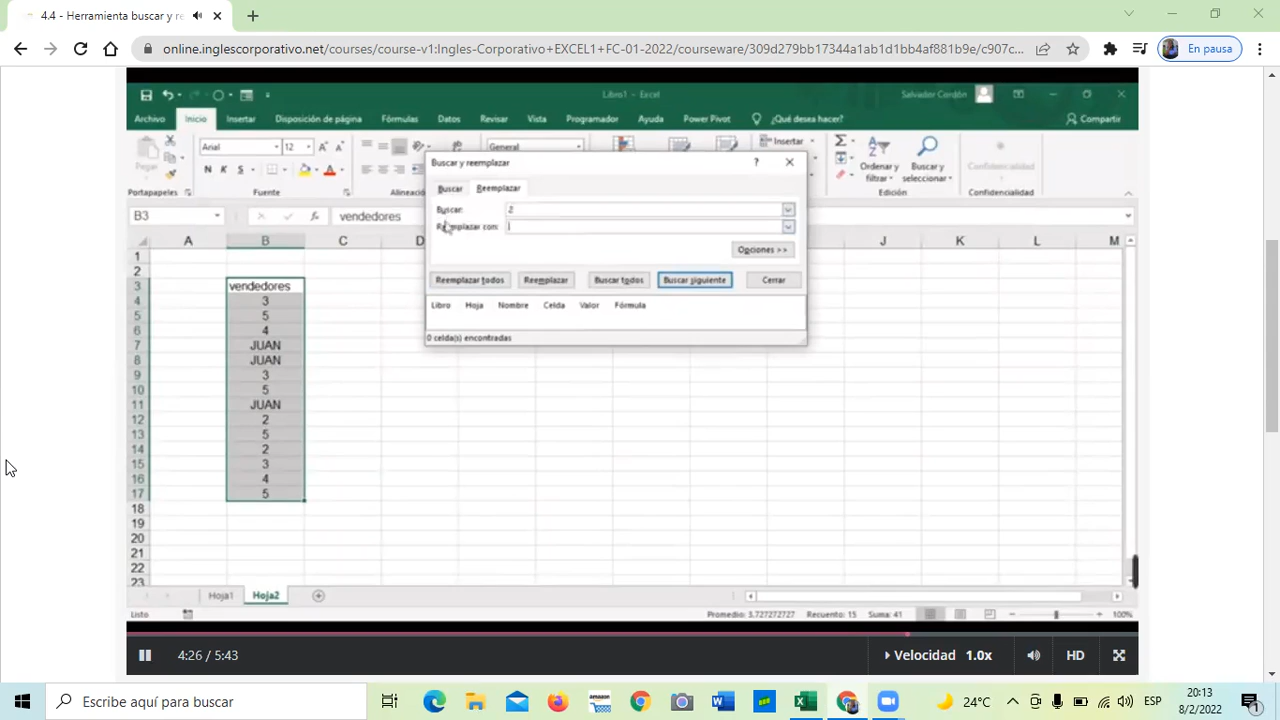 4.4 - Herramienta buscar y re
online.inglescorporativo.net/courses/course-v1:Ingles-Corporativo+EXCEL1+FC-01-2022/courseware/309d279bb17344a1ab1d1bb4af881b9e/c907c...
En pausa
Libro1 - Excel
Salvador Cordón
Archivo Inicio Insertar Disposición de página Fórmulas Datos Revisar Vista Programador Ayuda Power Pivot ¿Qué desea hacer? Compartir
Arial 12 General Insertar
Pegar N K S
Ordenar y filtrar Buscar y seleccionar Confidencialidad
Portapapeles Fuente Alineació Edición Confidencialidad
Buscar y reemplazar
Buscar Reemplazar
Buscar: 2
Reemplazar con:
Opciones >>
Reemplazar todos Reemplazar Buscar todos Buscar siguiente Cerrar
Libro Hoja Nombre Celda Valor Fórmula
0 celda(s) encontradas
B3 fx vendedores
A B C D J K L M
1
2
3 vendedores
4 3
5 5
6 4
7 JUAN
8 JUAN
9 3
10 5
11 JUAN
12 2
13 5
14 2
15 3
16 4
17 5
18
19
20
21
22
23
Hoja1 Hoja2
Listo Promedio: 3,727272727 Recuento: 15 Suma: 41 100%
4:26 / 5:43 Velocidad 1.0x HD
Escribe aquí para buscar
amazon
24°C ESP 20:13
8/2/2022
1